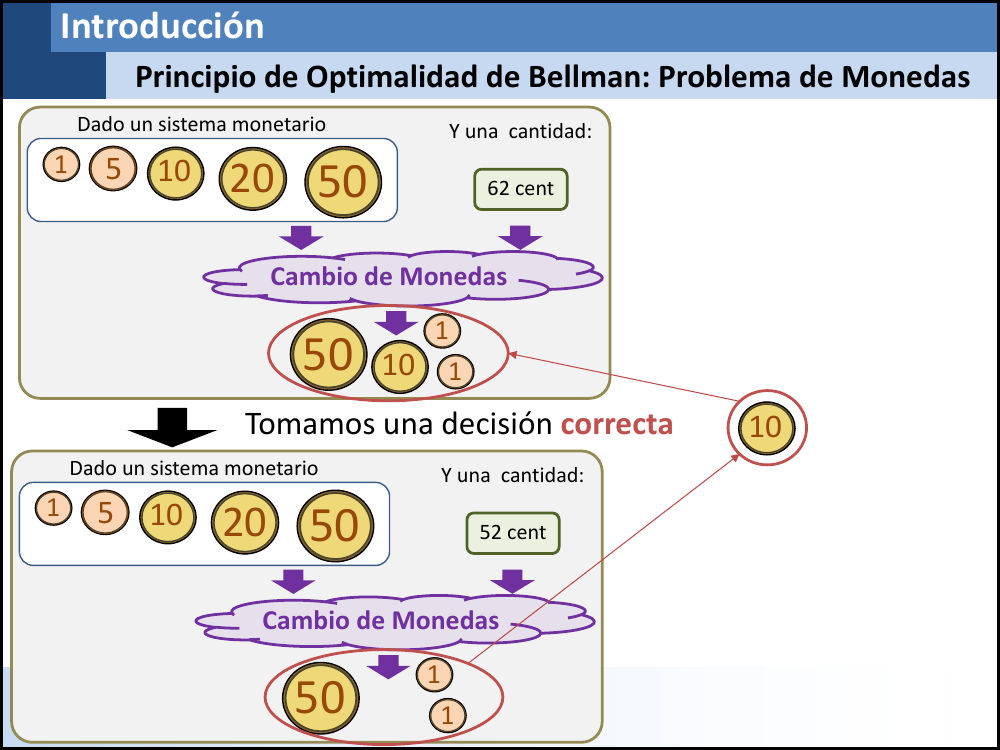 Introducción
Principio de Optimalidad de Bellman: Problema de Monedas
Dado un sistema monetario
Y una cantidad:
1 5 10 20 50
62 cent
Cambio de Monedas
50 10 1
1
Tomamos una decisión correcta
10
Dado un sistema monetario
Y una cantidad:
1 5 10 20 50
52 cent
Cambio de Monedas
50 1
1